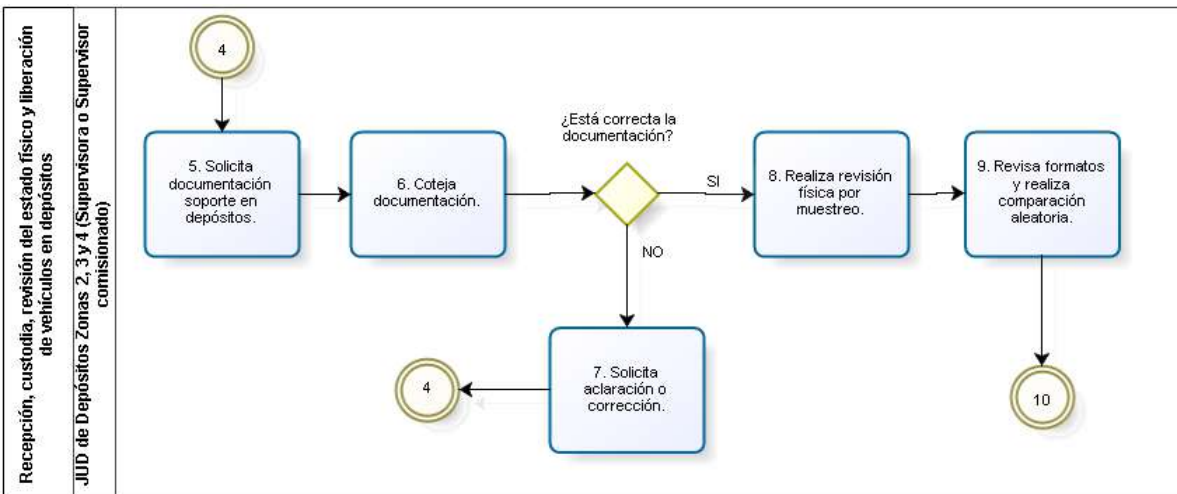 Recepción, custodia, revisión del estado físico y liberación
de vehículos en depósitos
JUD de Depósitos Zonas 2, 3 y 4 (Supervisora o Supervisor
comisionado)
4
5. Solicita
documentación
soporte en
depósitos.
6. Coteja
documentación.
¿Está correcta la
documentación?
SI
NO
8. Realiza revisión
física por
muestreo.
9. Revisa formatos
y realiza
comparación
aleatoria.
7. Solicita
aclaración o
corrección.
4
10